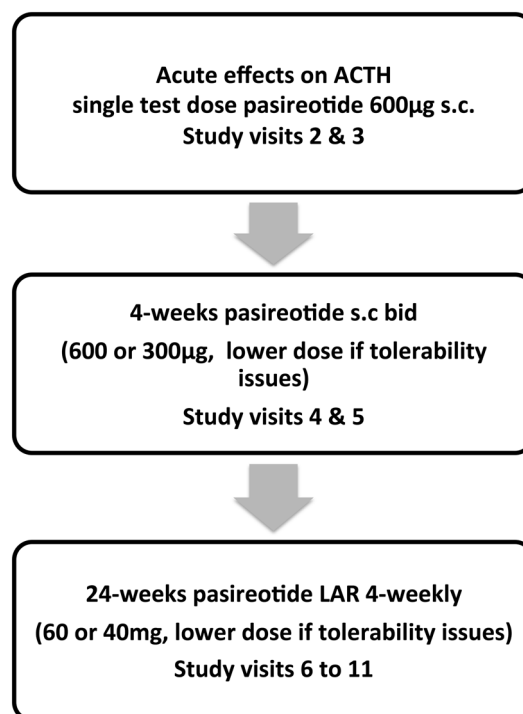 Acute effects on ACTH
single test dose pasireotide 600µg s.c.
Study visits 2 & 3
4-weeks pasireotide s.c bid
(600 or 300µg, lower dose if tolerability
issues)
Study visits 4 & 5
24-weeks pasireotide LAR 4-weekly
(60 or 40mg, lower dose if tolerability issues)
Study visits 6 to 11